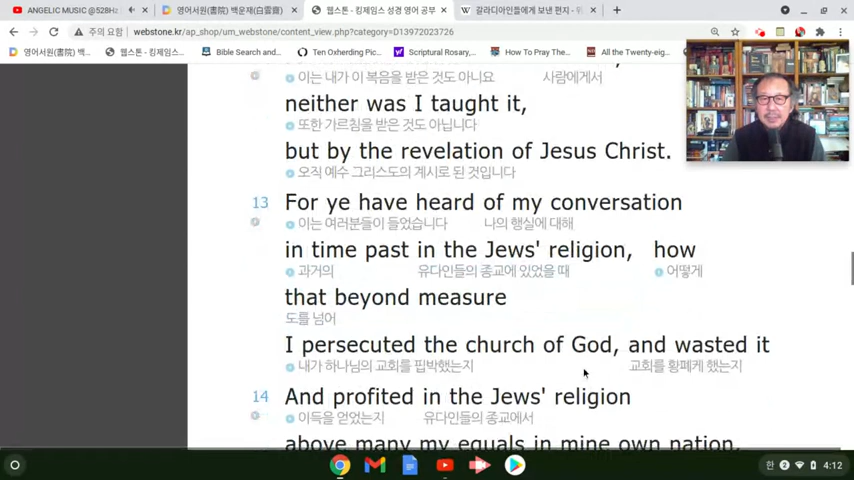 ANGELIC MUSIC @528Hz
영어서원(書院) 백운재(白雲齋)
웹스톤 - 킹제임스 성경 영어 공부
갈라디아인들에게 보낸 편지 - 위
주의 요함
webstone.kr/ap_shop/um_webstone/content_view.php?category=D13972023726
영어서원(書院) 백운...
웹스톤 - 킹제임스...
Bible Search and...
Ten Oxherding Pic...
Scriptural Rosary,...
How To Pray The...
All the Twenty-eig...
이는 내가 이 복음을 받은 것도 아니요 사람에게서
neither was I taught it,
또한 가르침을 받은 것도 아닙니다
but by the revelation of Jesus Christ.
오직 예수 그리스도의 계시로 된 것입니다
13 For ye have heard of my conversation
이는 여러분들이 들었습니다 나의 행실에 대해
in time past in the Jews' religion, how
과거의 유다인들의 종교에 있었을 때 어떻게
that beyond measure
도를 넘어
I persecuted the church of God, and wasted it
내가 하나님의 교회를 핍박했는지 교회를 황폐케 했는지
14 And profited in the Jews' religion
이득을 얻었는지 유다인들의 종교에서
above many my equals in mine own nation,
한 2 4:12